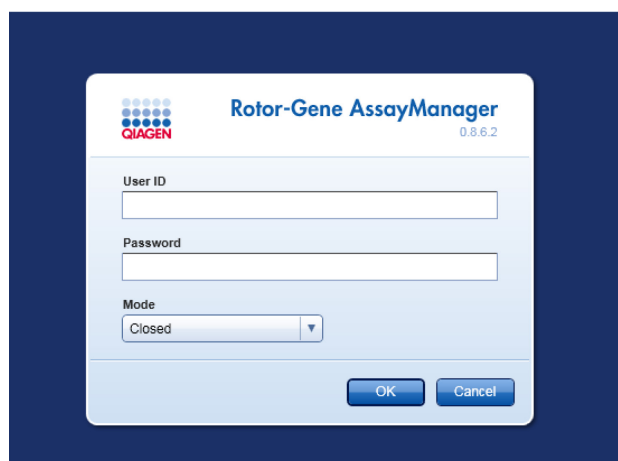 Rotor-Gene AssayManager
0.8.6.2
QIAGEN
User ID
Password
Mode
Closed
OK Cancel